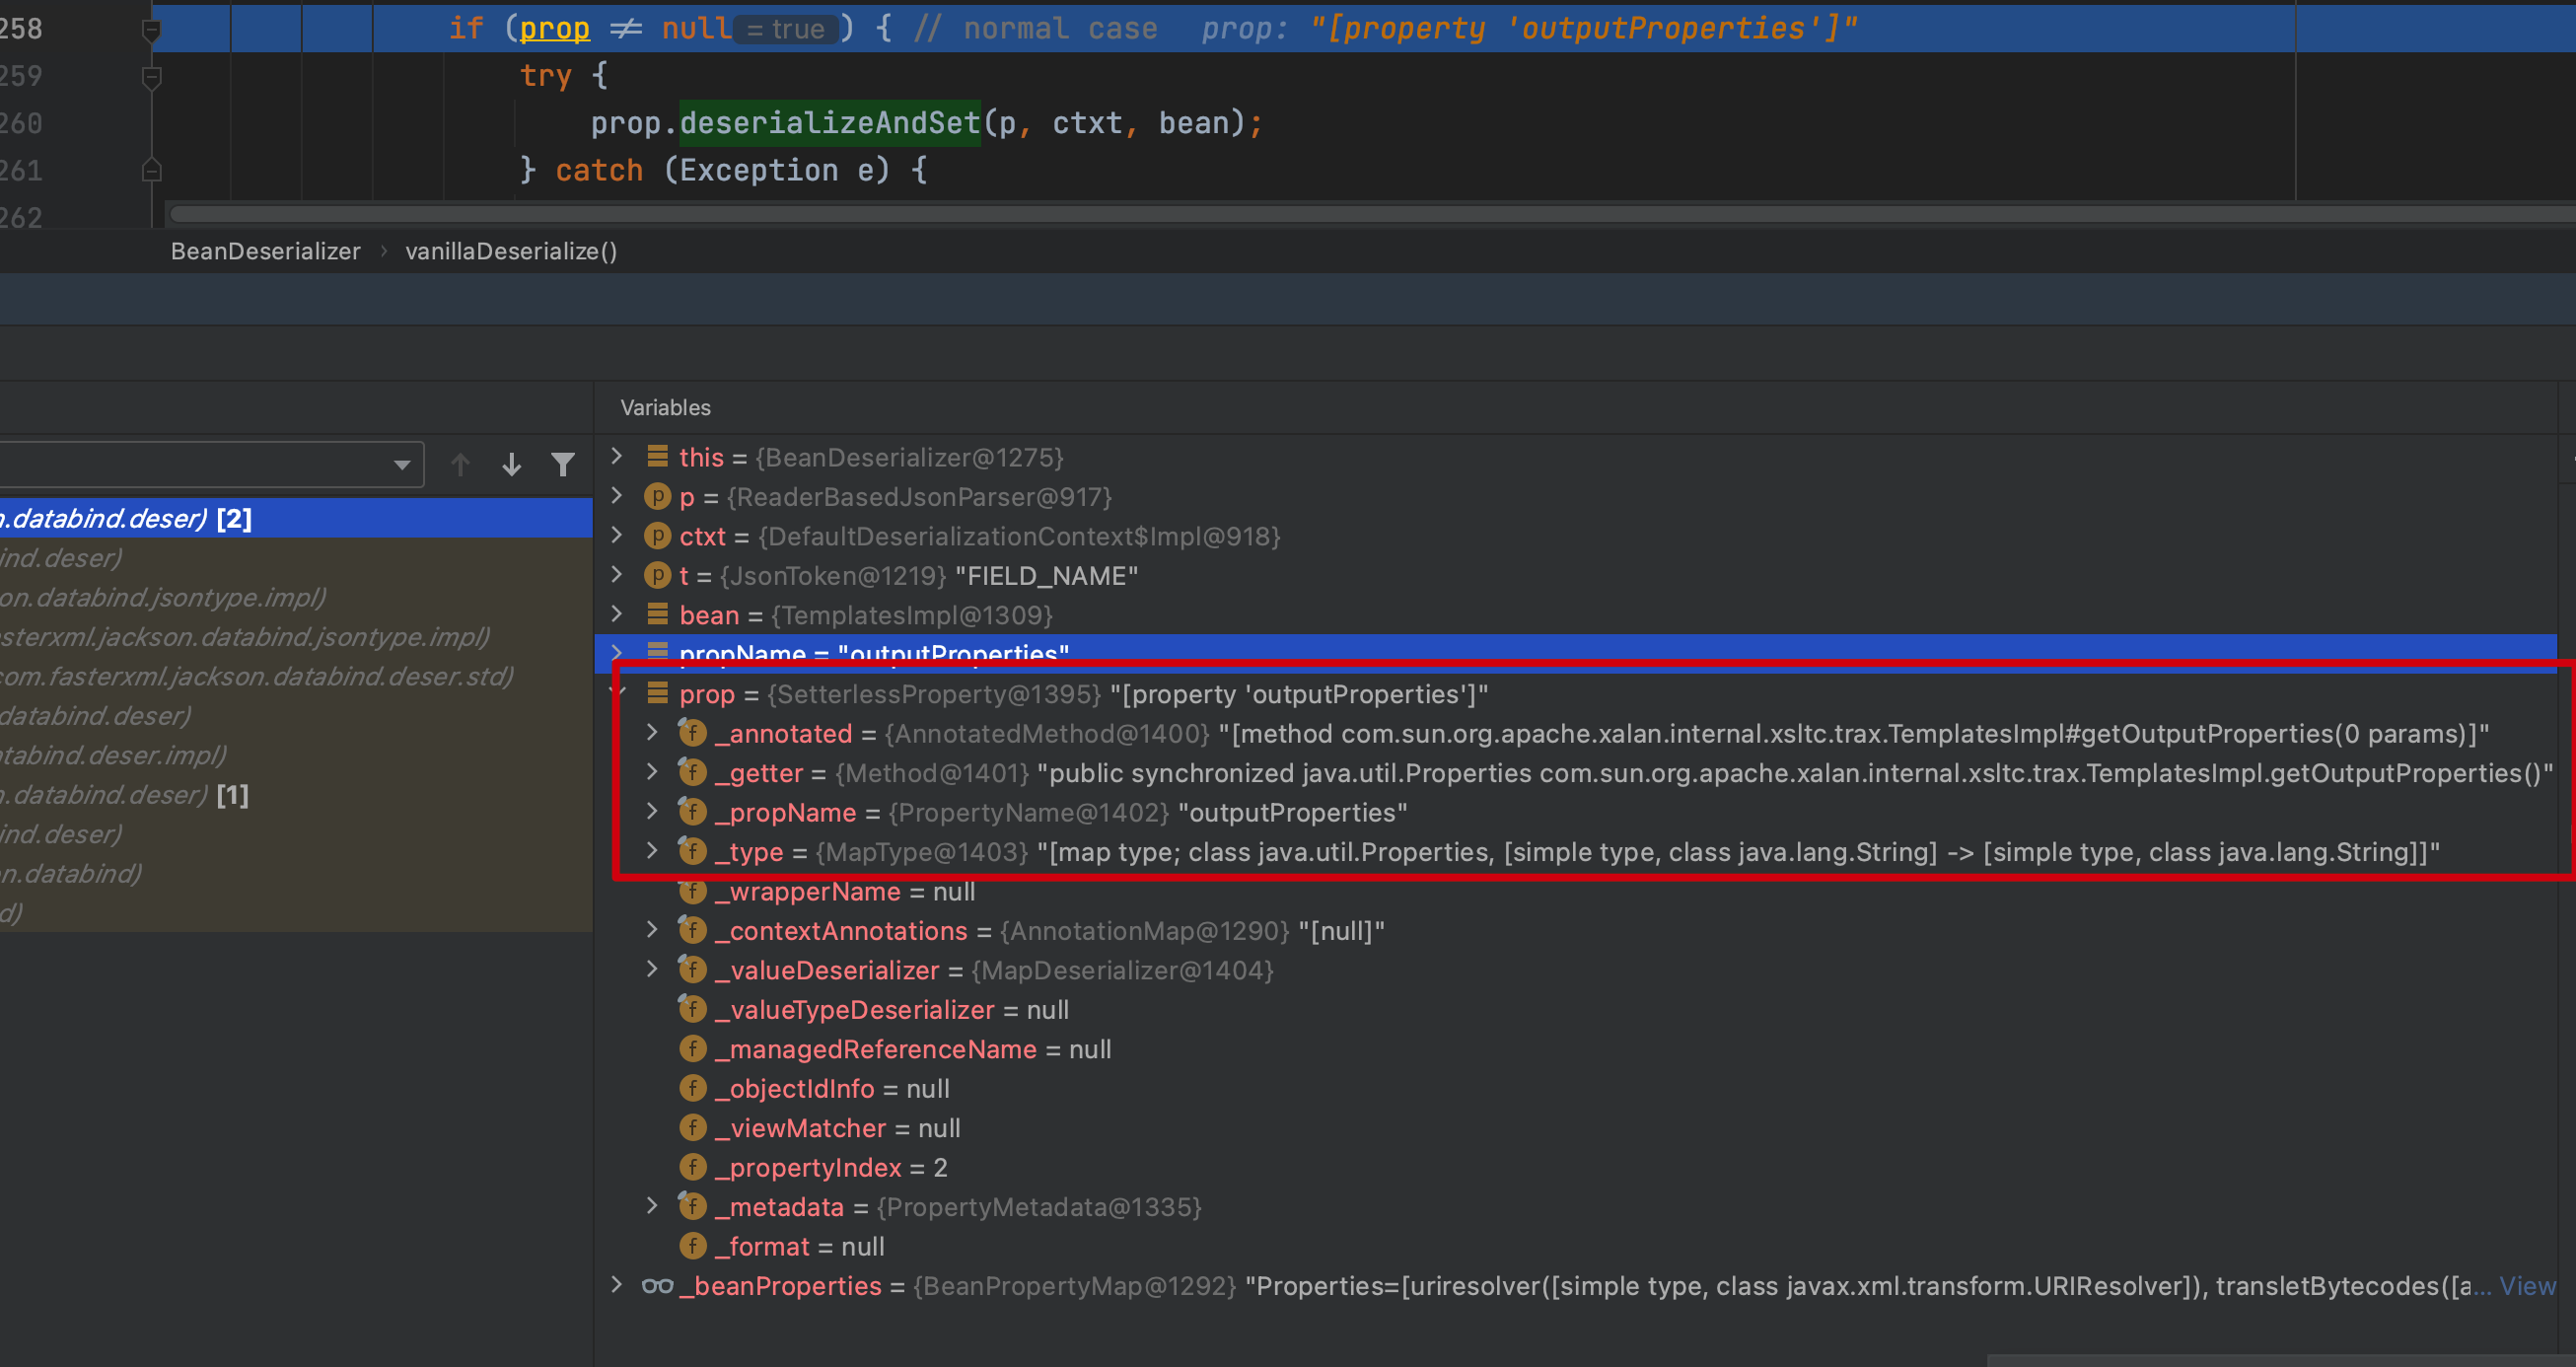 258 if (prop ≠ null = true) { // normal case prop: "[property 'outputProperties']"
259 try {
260 prop.deserializeAndSet(p, ctxt, bean);
261 } catch (Exception e) {
262
BeanDeserializer › vanillaDeserialize()
Variables
n.databind.deser) [2]
ind.deser)
on.databind.jsontype.impl)
sterxml.jackson.databind.jsontype.impl)
com.fasterxml.jackson.databind.deser.std)
databind.deser)
atabind.deser.impl)
n.databind.deser) [1]
ind.deser)
on.databind)
d)
this = {BeanDeserializer@1275}
p p = {ReaderBasedJsonParser@917}
p ctxt = {DefaultDeserializationContext$Impl@918}
p t = {JsonToken@1219} "FIELD_NAME"
bean = {TemplatesImpl@1309}
propName = "outputProperties"
prop = {SetterlessProperty@1395} "[property 'outputProperties']"
f _annotated = {AnnotatedMethod@1400} "[method com.sun.org.apache.xalan.internal.xsltc.trax.TemplatesImpl#getOutputProperties(0 params)]"
f _getter = {Method@1401} "public synchronized java.util.Properties com.sun.org.apache.xalan.internal.xsltc.trax.TemplatesImpl.getOutputProperties()"
f _propName = {PropertyName@1402} "outputProperties"
f _type = {MapType@1403} "[map type; class java.util.Properties, [simple type, class java.lang.String] -> [simple type, class java.lang.String]]"
f _wrapperName = null
f _contextAnnotations = {AnnotationMap@1290} "[null]"
f _valueDeserializer = {MapDeserializer@1404}
f _valueTypeDeserializer = null
f _managedReferenceName = null
f _objectIdInfo = null
f _viewMatcher = null
f _propertyIndex = 2
f _metadata = {PropertyMetadata@1335}
f _format = null
_beanProperties = {BeanPropertyMap@1292} "Properties=[uriresolver([simple type, class javax.xml.transform.URIResolver]), transletBytecodes([a... View